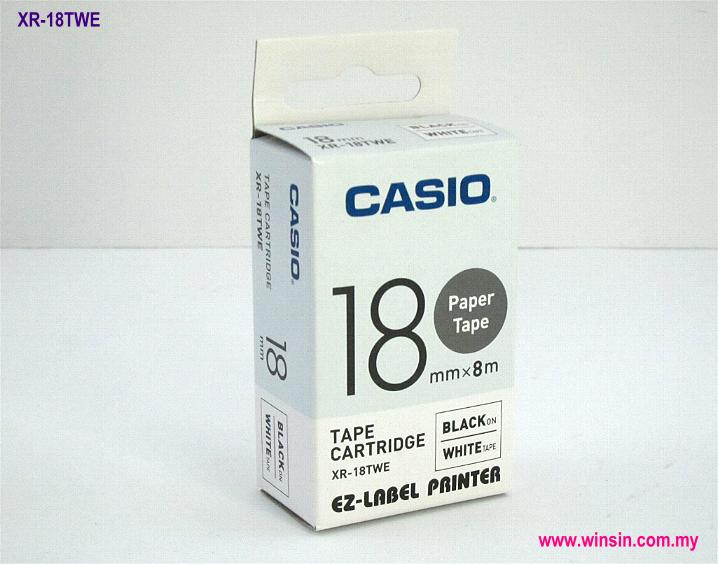 XR-18TWE
CASIO
18 mm
XR-18TWE
BLACK ON
WHITE TAPE
CASIO®
TAPE CARTRIDGE
XR-18TWE
18
mm
BLACK ON
WHITE TAPE
CASIO®
18
mm×8m
Paper
Tape
TAPE
CARTRIDGE
XR-18TWE
BLACK ON
WHITE TAPE
EZ-LABEL PRINTER
www.winsin.com.my